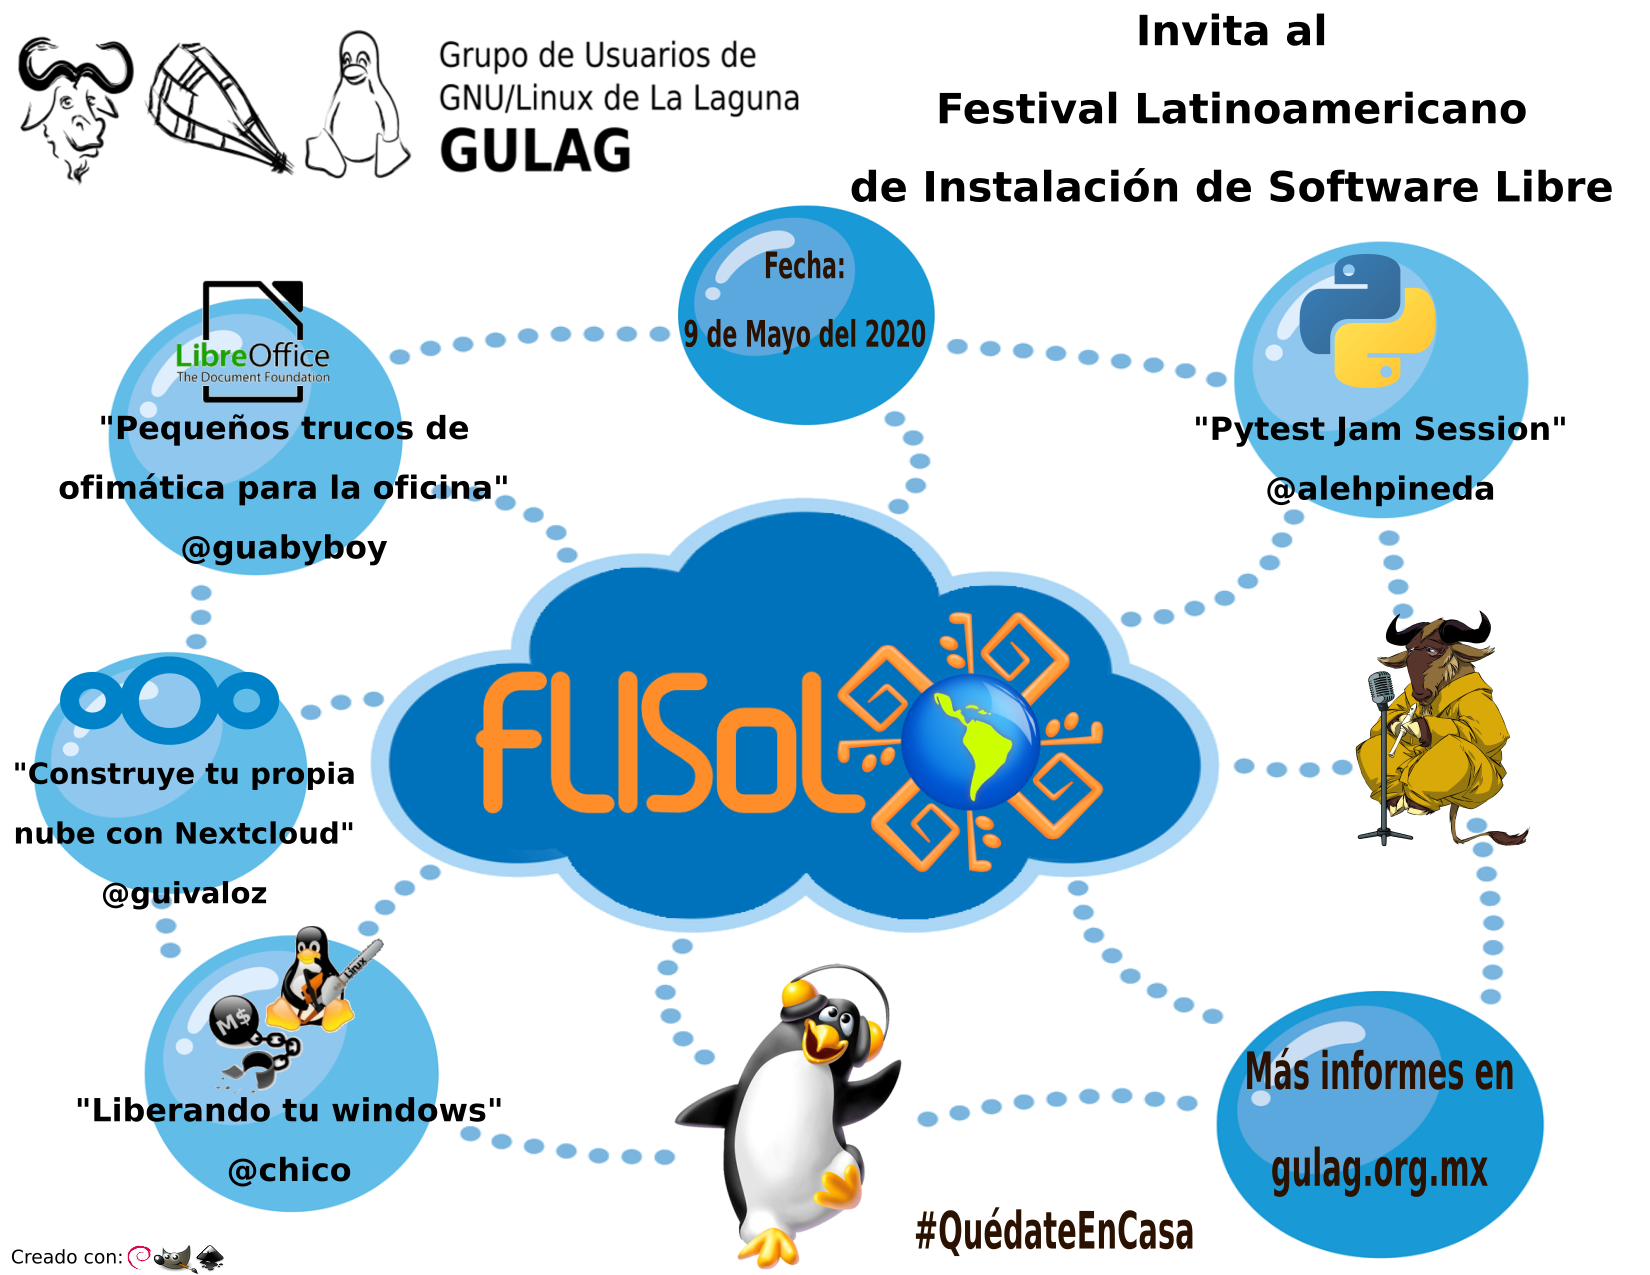 Grupo de Usuarios de
GNU/Linux de La Laguna
GULAG
Invita al
Festival Latinoamericano
de Instalación de Software Libre
Fecha:
9 de Mayo del 2020
LibreOffice
The Document Foundation
"Pequeños trucos de
ofimática para la oficina"
@guabyboy
"Pytest Jam Session"
@alehpineda
FLISoL
"Construye tu propia
nube con Nextcloud"
@guivaloz
Linux
M$
"Liberando tu windows"
@chico
Más informes en
gulag.org.mx
#QuédateEnCasa
Creado con: